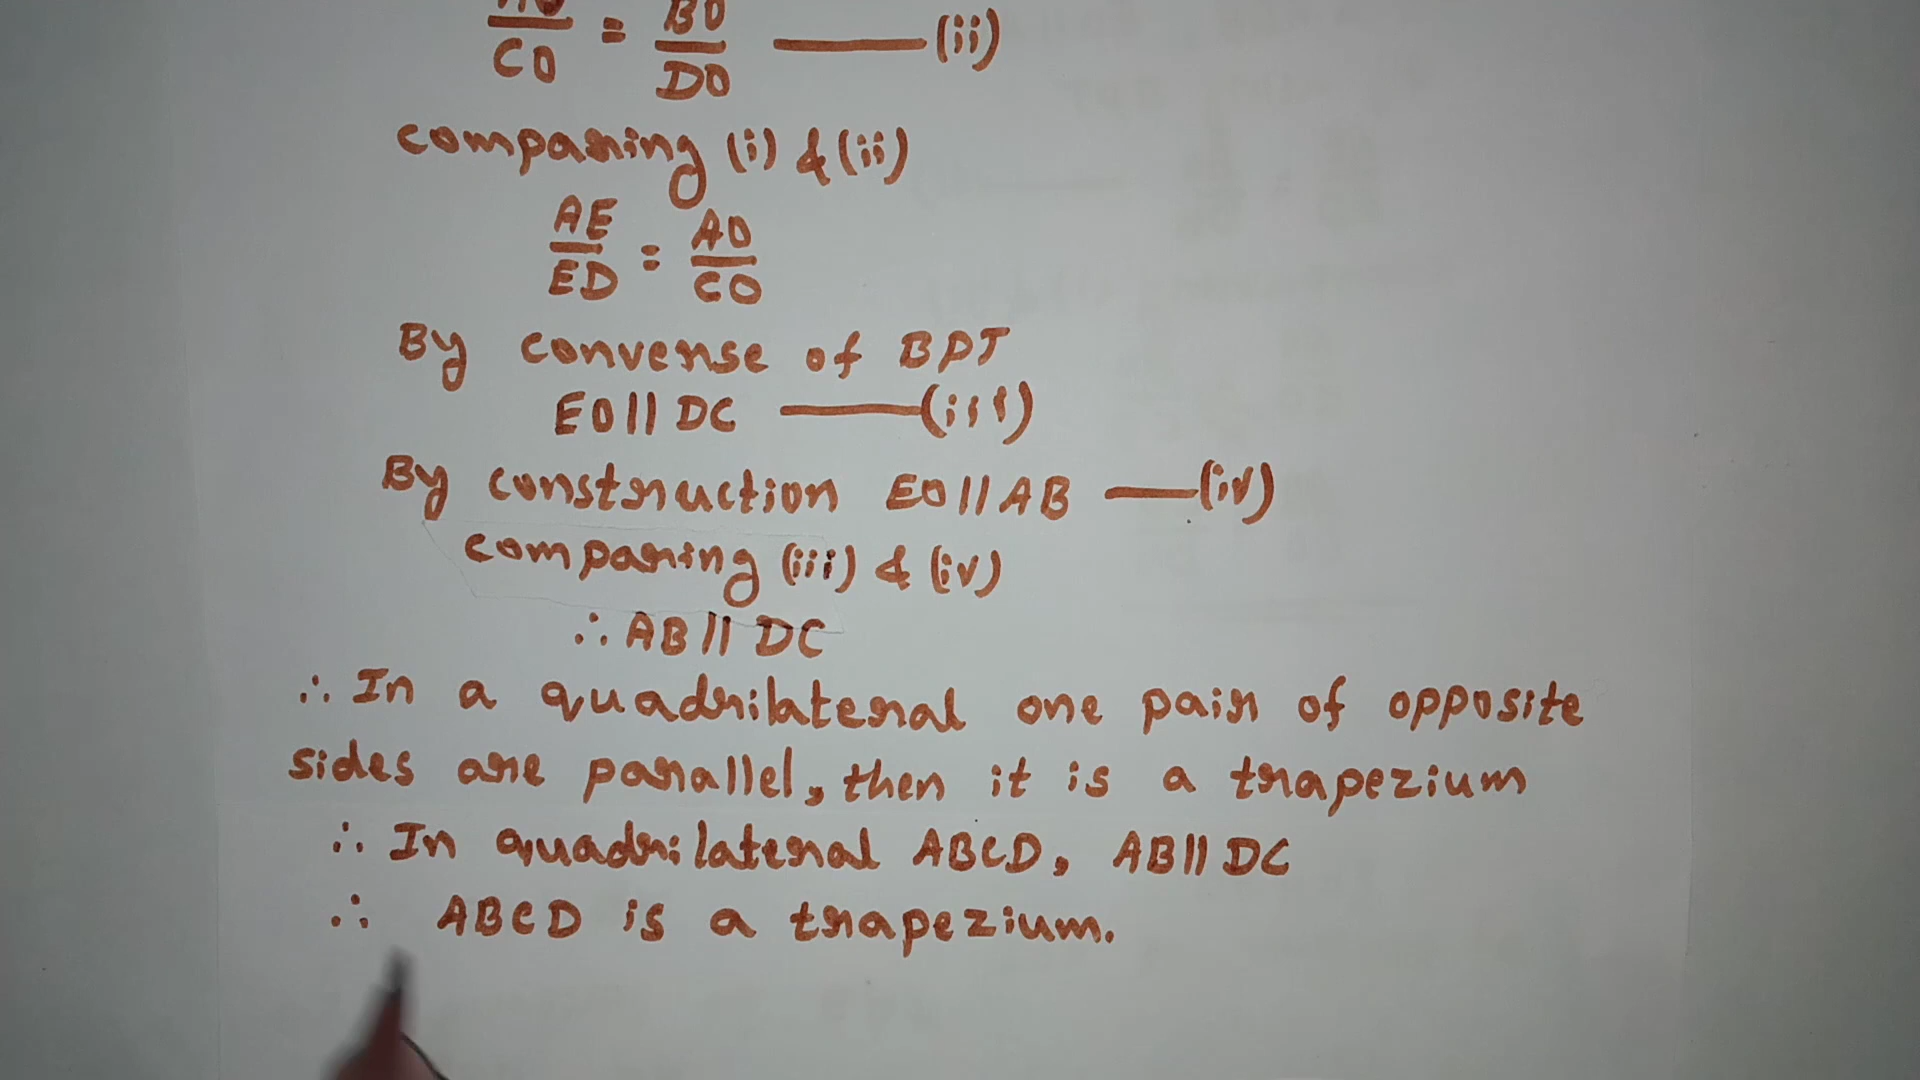 AO/CO = BO/DO —— (ii)
comparing (i) & (ii)
AE/ED = AO/CO
By converse of BPT
EO || DC —— (iii)
By construction EO || AB —— (iv)
comparing (iii) & (iv)
∴ AB || DC
∴ In a quadrilateral one pair of opposite
sides are parallel, then it is a trapezium
∴ In quadrilateral ABCD, AB || DC
∴ ABCD is a trapezium.